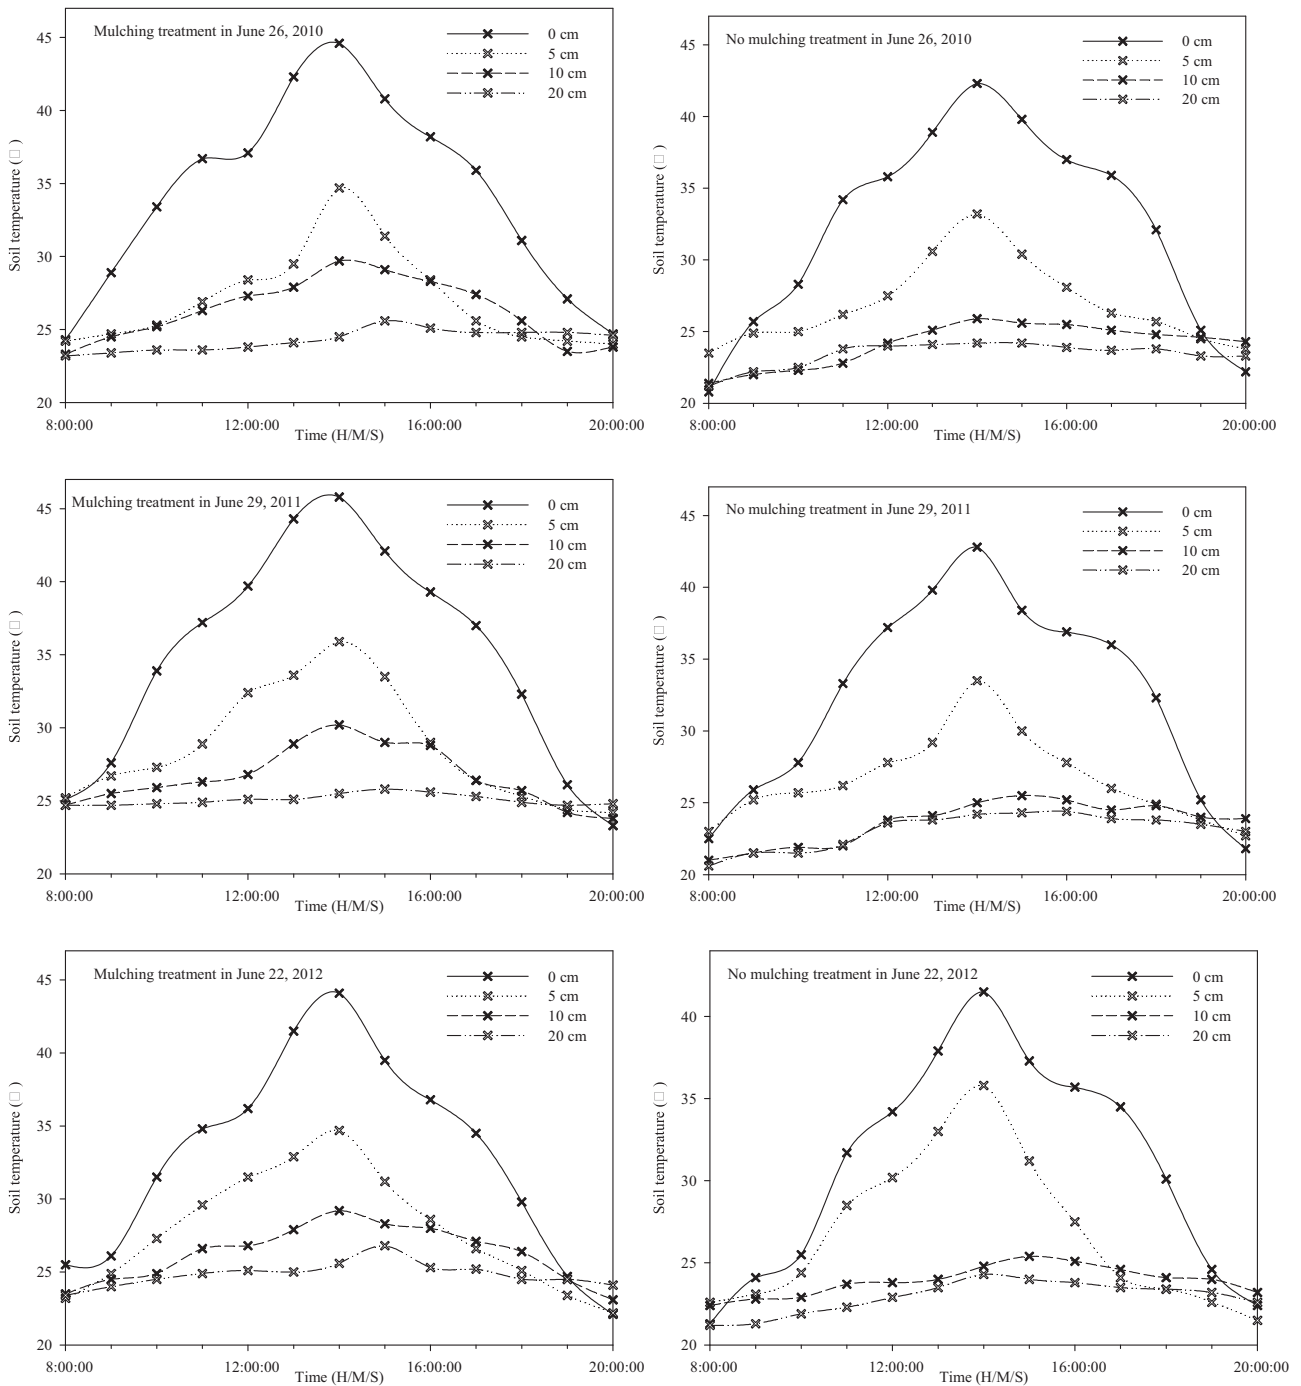 Mulching treatment in June 26, 2010
0 cm
5 cm
10 cm
20 cm
45
40
35
30
25
20
Soil temperature (□ )
8:00:00
12:00:00
16:00:00
20:00:00
Time (H/M/S)
No mulching treatment in June 26, 2010
0 cm
5 cm
10 cm
20 cm
45
40
35
30
25
20
Soil temperature (□ )
8:00:00
12:00:00
16:00:00
20:00:00
Time (H/M/S)
Mulching treatment in June 29, 2011
0 cm
5 cm
10 cm
20 cm
45
40
35
30
25
20
Soil temperature (□ )
8:00:00
12:00:00
16:00:00
20:00:00
Time (H/M/S)
No mulching treatment in June 29, 2011
0 cm
5 cm
10 cm
20 cm
45
40
35
30
25
20
Soil temperature (□ )
8:00:00
12:00:00
16:00:00
20:00:00
Time (H/M/S)
Mulching treatment in June 22, 2012
0 cm
5 cm
10 cm
20 cm
45
40
35
30
25
20
Soil temperature (□ )
8:00:00
12:00:00
16:00:00
20:00:00
Time (H/M/S)
No mulching treatment in June 22, 2012
0 cm
5 cm
10 cm
20 cm
40
35
30
25
20
Soil temperature (□ )
8:00:00
12:00:00
16:00:00
20:00:00
Time (H/M/S)